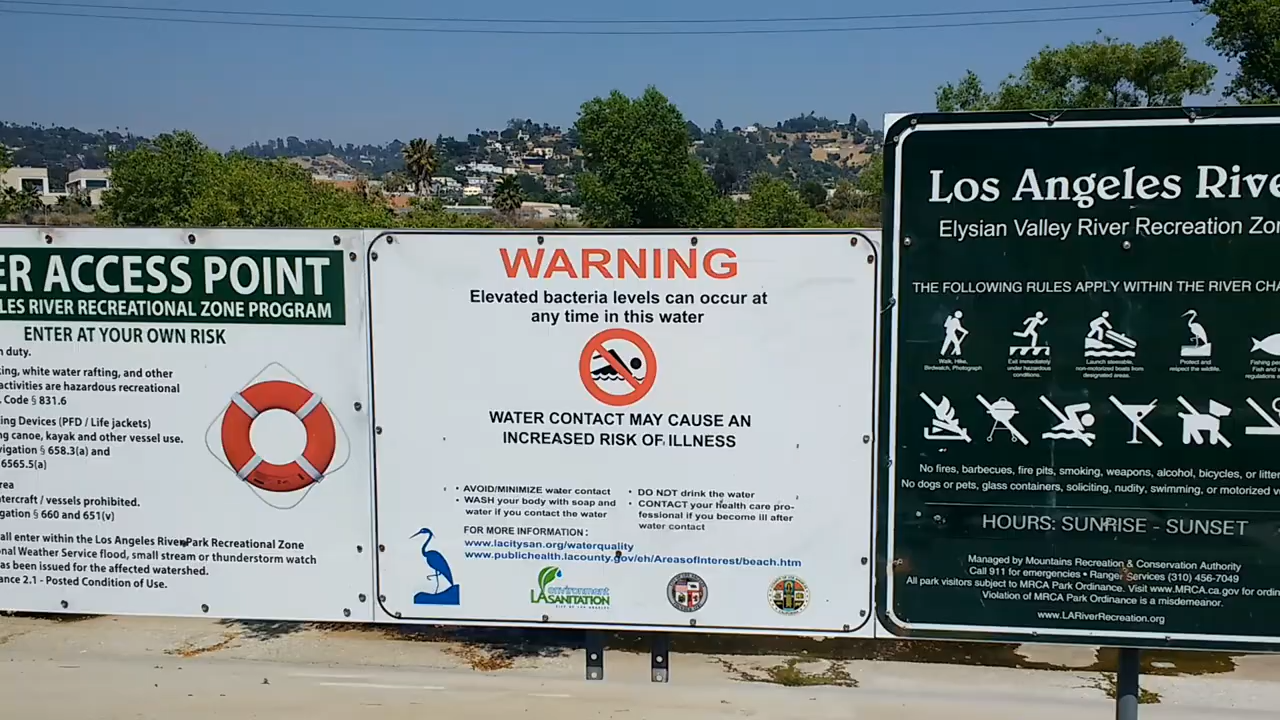 ER ACCESS POINT
LES RIVER RECREATIONAL ZONE PROGRAM
ENTER AT YOUR OWN RISK
n duty.
king, white water rafting, and other
activities are hazardous recreational
. Code § 831.6
ing Devices (PFD / Life jackets)
ng canoe, kayak and other vessel use.
vigation § 658.3(a) and
6565.5(a)
rea
tercraft / vessels prohibited.
gation § 660 and 651(v)
all enter within the Los Angeles River Park Recreational Zone
onal Weather Service flood, small stream or thunderstorm watch
as been issued for the affected watershed.
ance 2.1 - Posted Condition of Use.
WARNING
Elevated bacteria levels can occur at
any time in this water
WATER CONTACT MAY CAUSE AN
INCREASED RISK OF ILLNESS
• AVOID/MINIMIZE water contact
• WASH your body with soap and
water if you contact the water
• DO NOT drink the water
• CONTACT your health care pro-
fessional if you become ill after
water contact
FOR MORE INFORMATION:
www.lacitysan.org/waterquality
www.publichealth.lacounty.gov/eh/AreasofInterest/beach.htm
environment
LA SANITATION
CITY OF LOS ANGELES
Los Angeles Rive
Elysian Valley River Recreation Zon
THE FOLLOWING RULES APPLY WITHIN THE RIVER CHA
Walk, Hike,
Birdwatch, Photograph
Exit immediately
under hazardous
conditions.
Launch steerable,
non-motorized boats from
designated areas.
Protect and
respect the wildlife.
Fishing pe
Fish and
regulations
No fires, barbecues, fire pits, smoking, weapons, alcohol, bicycles, or litter
No dogs or pets, glass containers, soliciting, nudity, swimming, or motorized v
HOURS: SUNRISE - SUNSET
Managed by Mountains Recreation & Conservation Authority
Call 911 for emergencies • Ranger Services (310) 456-7049
All park visitors subject to MRCA Park Ordinance. Visit www.MRCA.ca.gov for ordin
Violation of MRCA Park Ordinance is a misdemeanor.
www.LARiverRecreation.org